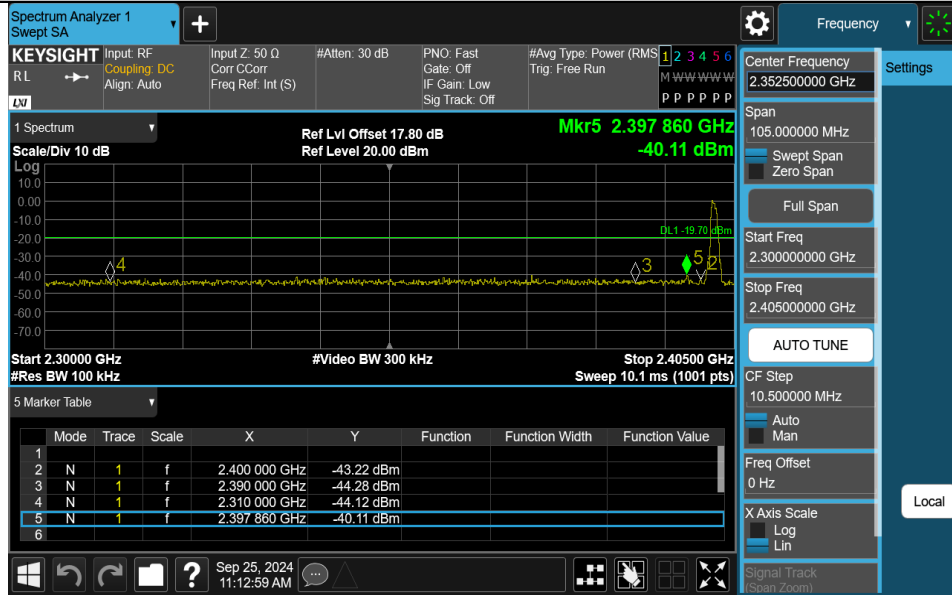 Spectrum Analyzer 1
Swept SA
+
Frequency
KEYSIGHT
RL
LXI
Input: RF
Coupling: DC
Align: Auto
Input Z: 50 Ω
Corr CCorr
Freq Ref: Int (S)
#Atten: 30 dB
PNO: Fast
Gate: Off
IF Gain: Low
Sig Track: Off
#Avg Type: Power (RMS
Trig: Free Run
1 2 3 4 5 6
M W W W W W
P P P P P P
1 Spectrum
Scale/Div 10 dB
Ref Lvl Offset 17.80 dB
Ref Level 20.00 dBm
Mkr5 2.397 860 GHz
-40.11 dBm
Log
10.0
0.00
-10.0
-20.0
-30.0
-40.0
-50.0
-60.0
-70.0
DL1 -19.70 dBm
4
3
5
2
Start 2.30000 GHz
#Video BW 300 kHz
Stop 2.40500 GHz
#Res BW 100 kHz
Sweep 10.1 ms (1001 pts)
5 Marker Table
Mode Trace Scale X Y Function Function Width Function Value
1
2 N 1 f 2.400 000 GHz -43.22 dBm
3 N 1 f 2.390 000 GHz -44.28 dBm
4 N 1 f 2.310 000 GHz -44.12 dBm
5 N 1 f 2.397 860 GHz -40.11 dBm
6
?
Sep 25, 2024
11:12:59 AM
Center Frequency
2.352500000 GHz
Span
105.000000 MHz
Swept Span
Zero Span
Full Span
Start Freq
2.300000000 GHz
Stop Freq
2.405000000 GHz
AUTO TUNE
CF Step
10.500000 MHz
Auto
Man
Freq Offset
0 Hz
X Axis Scale
Log
Lin
Signal Track
(Span Zoom)
Settings
Local